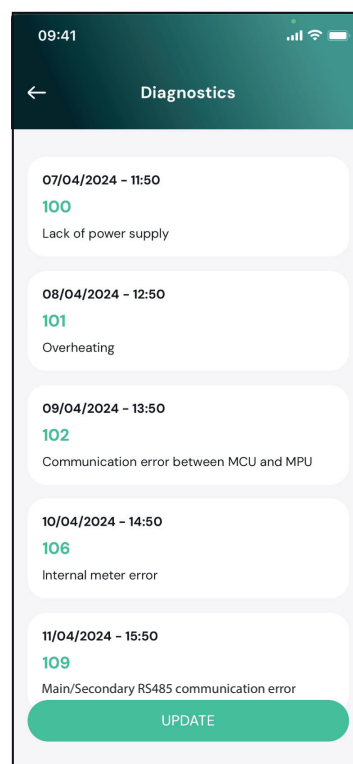 09:41
Diagnostics
07/04/2024 - 11:50
100
Lack of power supply
08/04/2024 - 12:50
101
Overheating
09/04/2024 - 13:50
102
Communication error between MCU and MPU
10/04/2024 - 14:50
106
Internal meter error
11/04/2024 - 15:50
109
Main/Secondary RS485 communication error
UPDATE